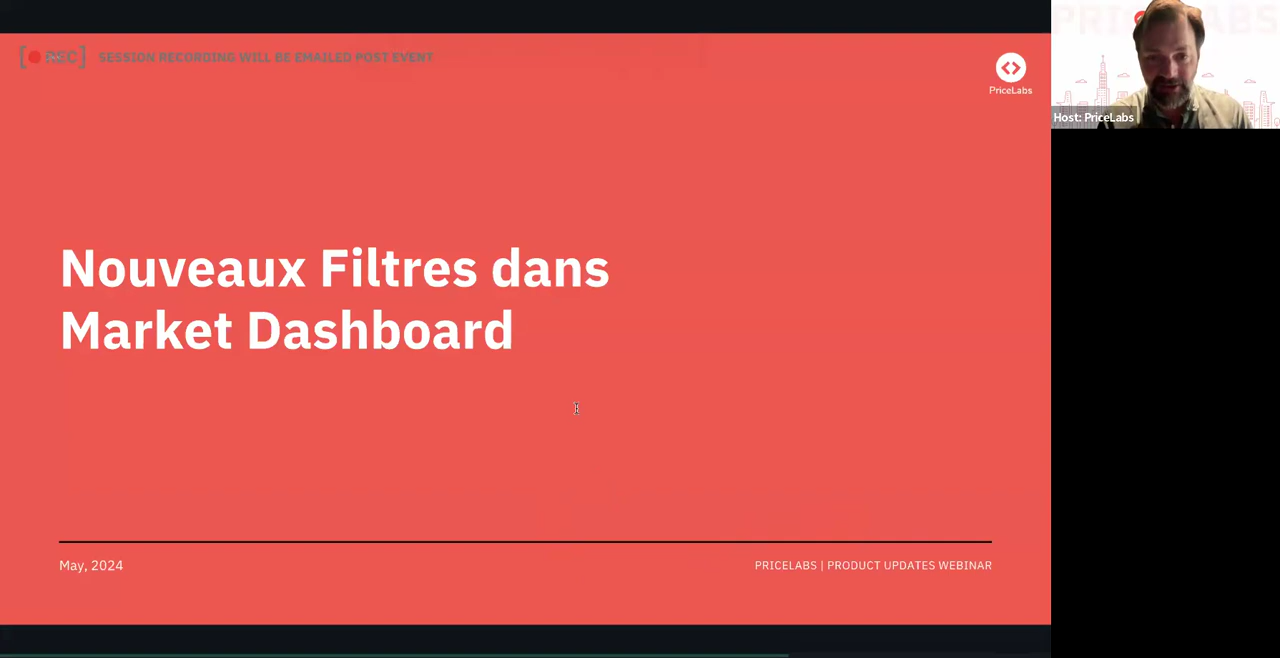 [REC] SESSION RECORDING WILL BE EMAILED POST EVENT
PriceLabs
PRICELABS
Host: PriceLabs
Nouveaux Filtres dans
Market Dashboard
May, 2024
PRICELABS | PRODUCT UPDATES WEBINAR